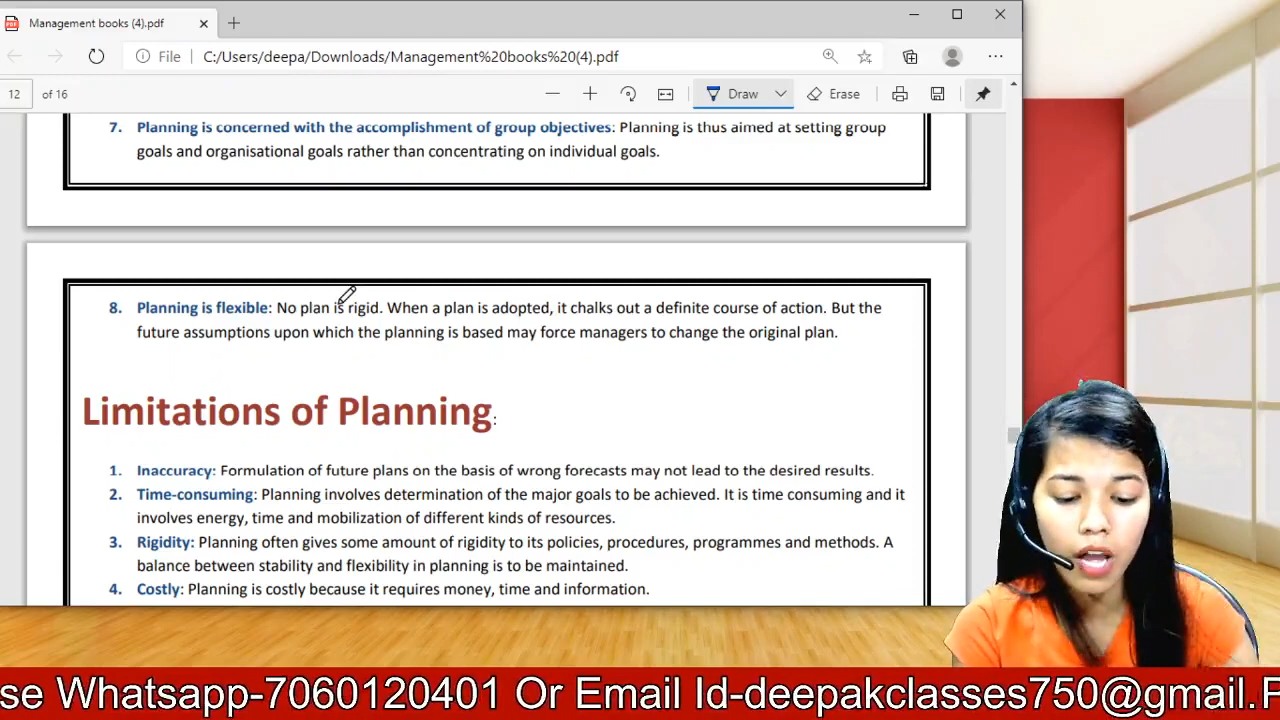 Management books (4).pdf
File
C:/Users/deepa/Downloads/Management%20books%20(4).pdf
12 of 16
Draw
Erase
7. Planning is concerned with the accomplishment of group objectives: Planning is thus aimed at setting group
goals and organisational goals rather than concentrating on individual goals.
8. Planning is flexible: No plan is rigid. When a plan is adopted, it chalks out a definite course of action. But the
future assumptions upon which the planning is based may force managers to change the original plan.
Limitations of Planning:
1. Inaccuracy: Formulation of future plans on the basis of wrong forecasts may not lead to the desired results.
2. Time-consuming: Planning involves determination of the major goals to be achieved. It is time consuming and it
involves energy, time and mobilization of different kinds of resources.
3. Rigidity: Planning often gives some amount of rigidity to its policies, procedures, programmes and methods. A
balance between stability and flexibility in planning is to be maintained.
4. Costly: Planning is costly because it requires money, time and information.
se Whatsapp-7060120401 Or Email Id-deepakclasses750@gmail.F